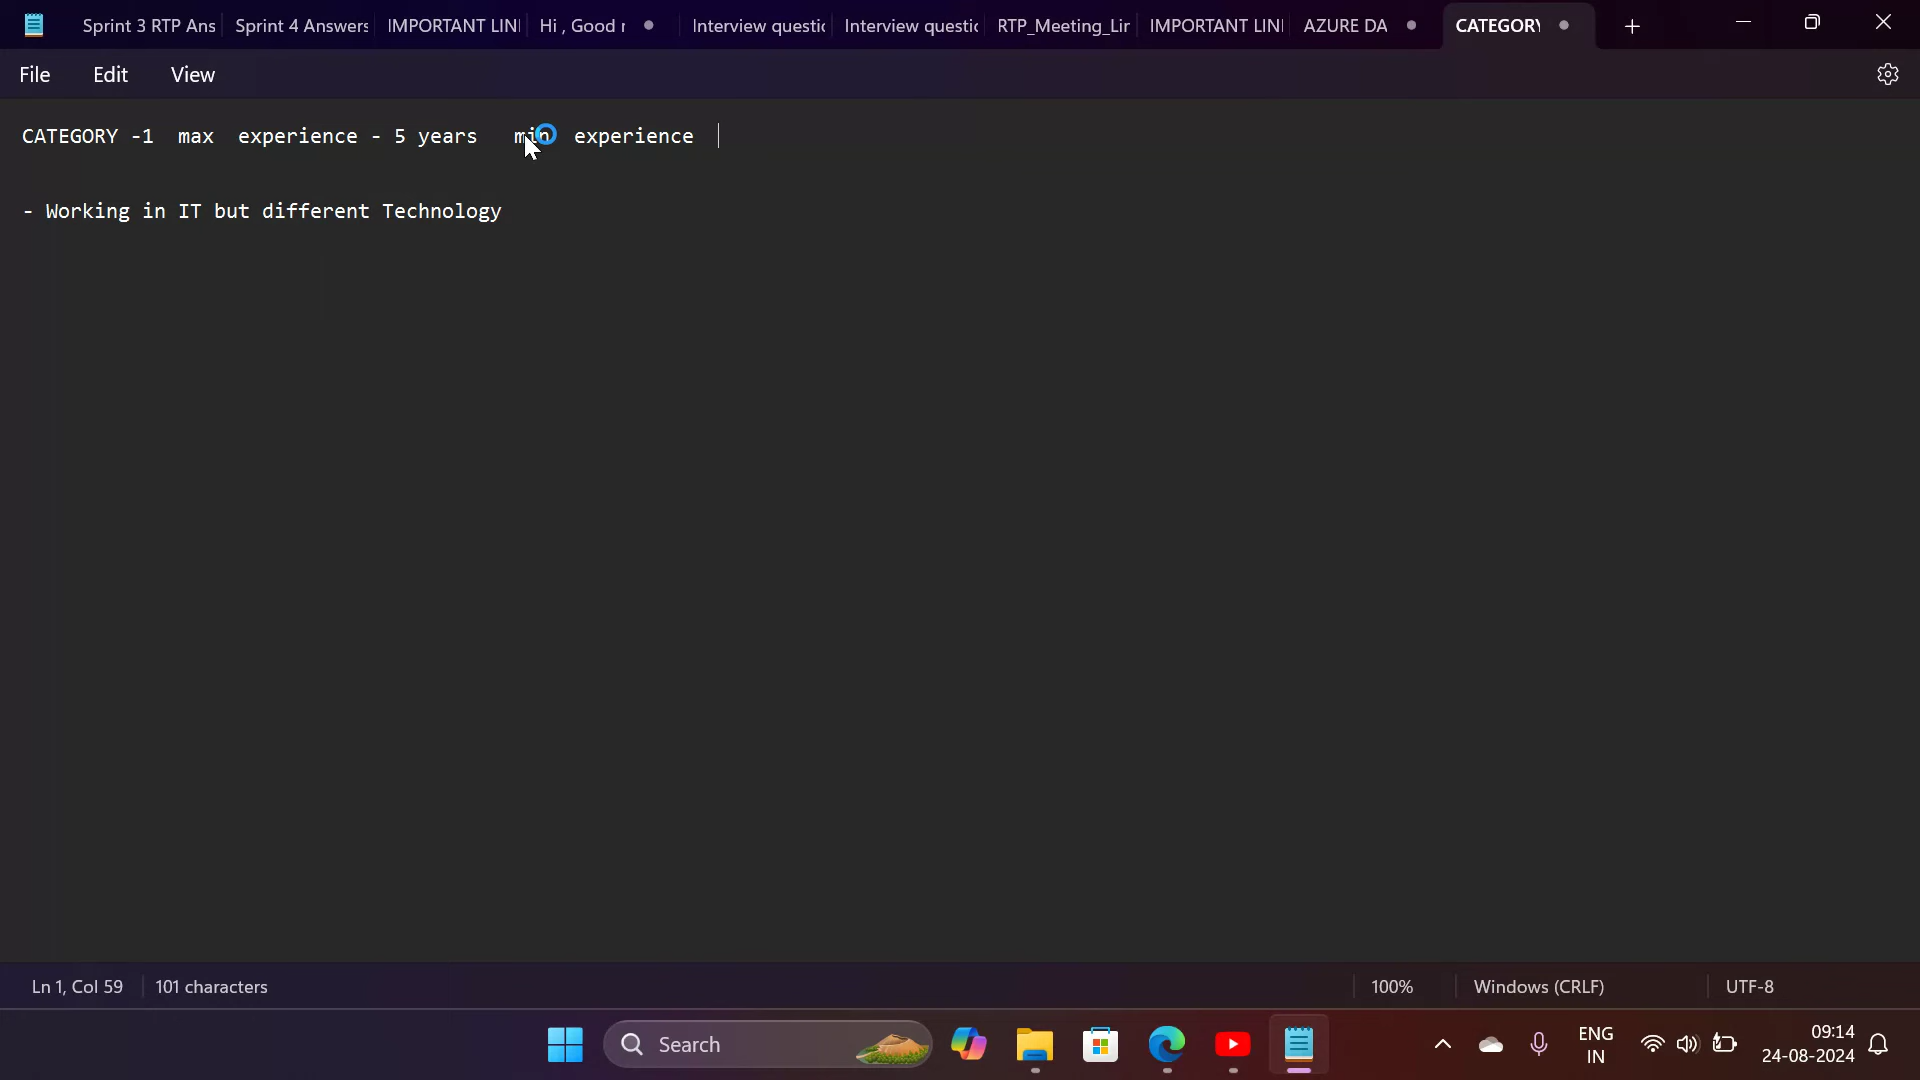 Sprint 3 RTP Ans Sprint 4 Answers IMPORTANT LIN Hi , Good r Interview questic Interview questic RTP_Meeting_Lir IMPORTANT LIN AZURE DA CATEGORY
File Edit View
CATEGORY -1 max experience - 5 years min experience
- Working in IT but different Technology
Ln 1, Col 59 101 characters 100% Windows (CRLF) UTF-8
Search ENG 09:14
IN 24-08-2024